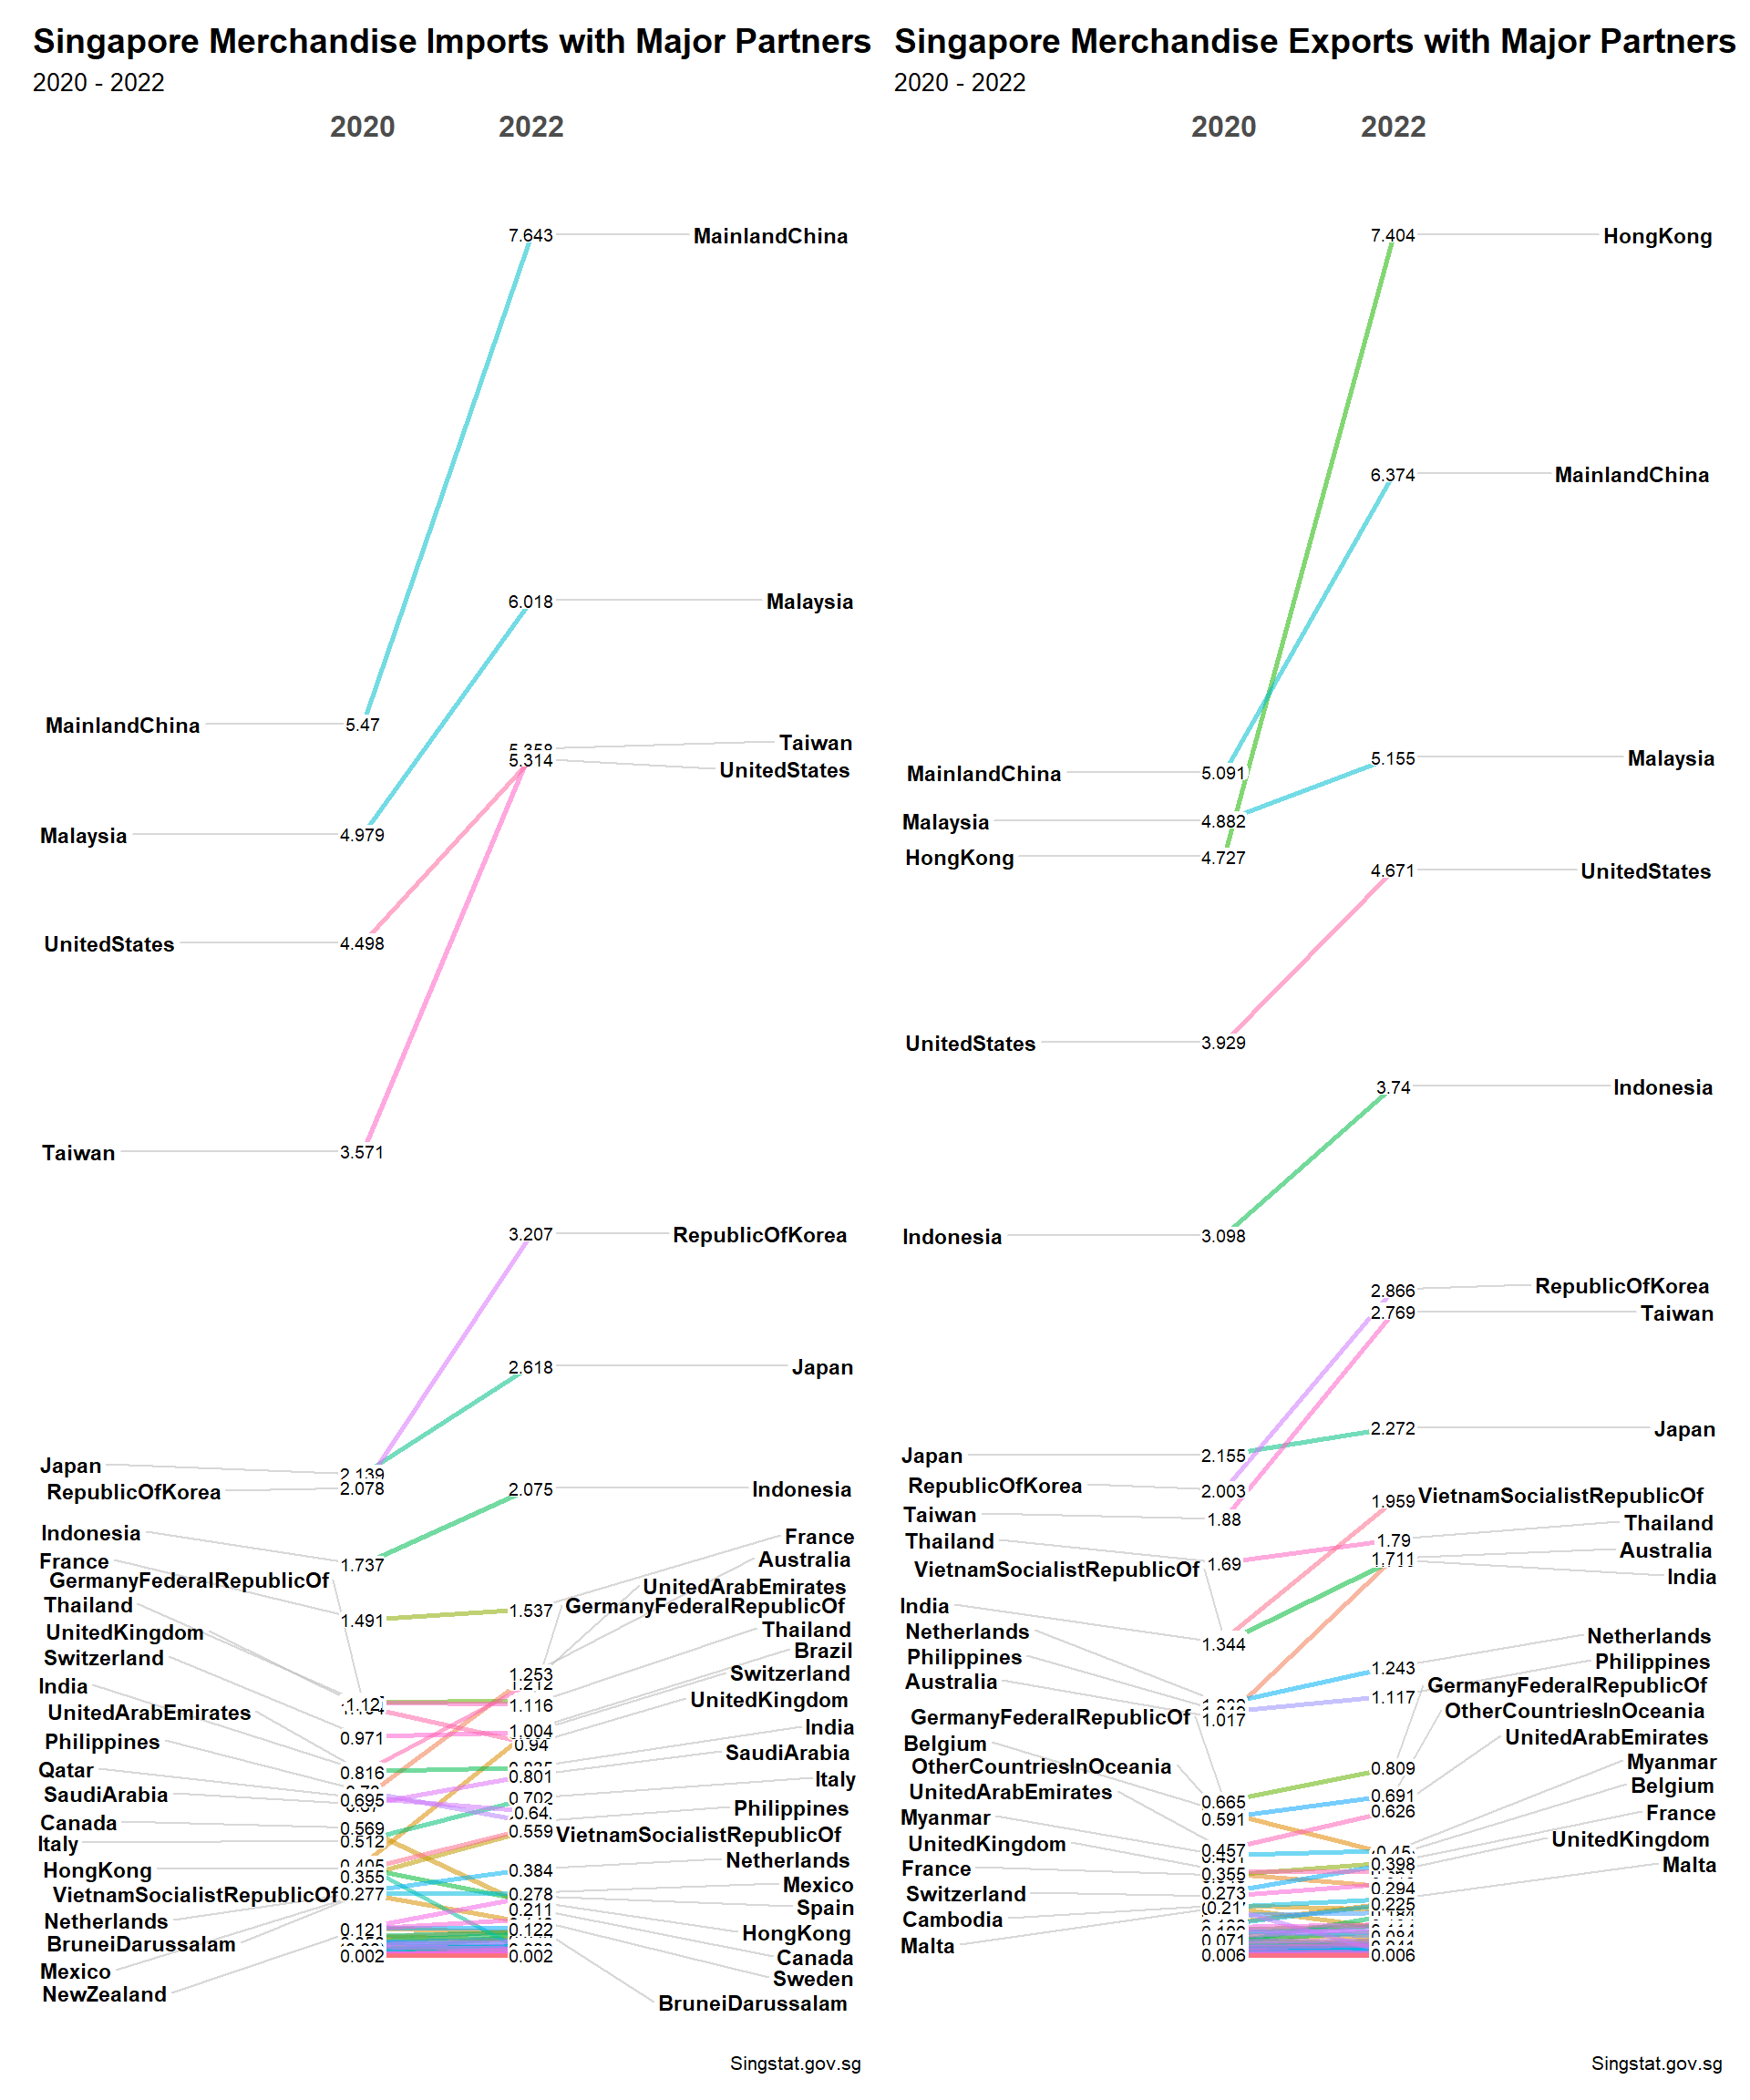 Singapore Merchandise Imports with Major Partners
2020 - 2022
2020 2022
7.643 MainlandChina
6.018 Malaysia
MainlandChina 5.47
5.358 Taiwan
5.314 UnitedStates
Malaysia 4.979
UnitedStates 4.498
Taiwan 3.571
3.207 RepublicOfKorea
2.618 Japan
Japan 2.139
RepublicOfKorea 2.078
2.075 Indonesia
Indonesia
1.737
France
France
Australia
GermanyFederalRepublicOf
UnitedArabEmirates
Thailand
GermanyFederalRepublicOf
1.491 1.537
UnitedKingdom
Thailand
Switzerland
Brazil
India
1.253
Switzerland
1.212
UnitedArabEmirates
1.12 1.116
UnitedKingdom
Philippines
0.971 1.004
India
0.94
Qatar
0.816
0.801
SaudiArabia
SaudiArabia
0.695
0.702
Italy
Canada
0.569
Philippines
Italy
0.512
0.559 VietnamSocialistRepublicOf
HongKong
0.355
0.384
Netherlands
VietnamSocialistRepublicOf 0.277
0.278
Mexico
Netherlands
0.211
Spain
BruneiDarussalam
0.121 0.122
HongKong
0.002 0.002
Canada
Mexico
Sweden
NewZealand
BruneiDarussalam
Singstat.gov.sg
Singapore Merchandise Exports with Major Partners
2020 - 2022
2020 2022
7.404 HongKong
6.374 MainlandChina
5.155 Malaysia
MainlandChina 5.091
Malaysia 4.882
HongKong 4.727
4.671 UnitedStates
UnitedStates 3.929
3.74 Indonesia
Indonesia 3.098
2.866 RepublicOfKorea
2.769 Taiwan
2.272 Japan
Japan 2.155
RepublicOfKorea 2.003
1.959 VietnamSocialistRepublicOf
Taiwan 1.88
Thailand
Thailand
1.79
1.69
1.711
Australia
VietnamSocialistRepublicOf
India
India
1.344
Netherlands
Netherlands
Philippines
1.243
Philippines
Australia
1.117
GermanyFederalRepublicOf
1.017
OtherCountriesInOceania
GermanyFederalRepublicOf
UnitedArabEmirates
Belgium
0.809
Myanmar
OtherCountriesInOceania
0.665
0.691
Belgium
UnitedArabEmirates
0.591
0.626
France
Myanmar
UnitedKingdom
UnitedKingdom
0.457
0.45
Malta
France
0.355
0.398
Switzerland
0.273
0.294
Cambodia
0.21
0.225
Malta
0.071
0.084
0.006 0.006
Singstat.gov.sg